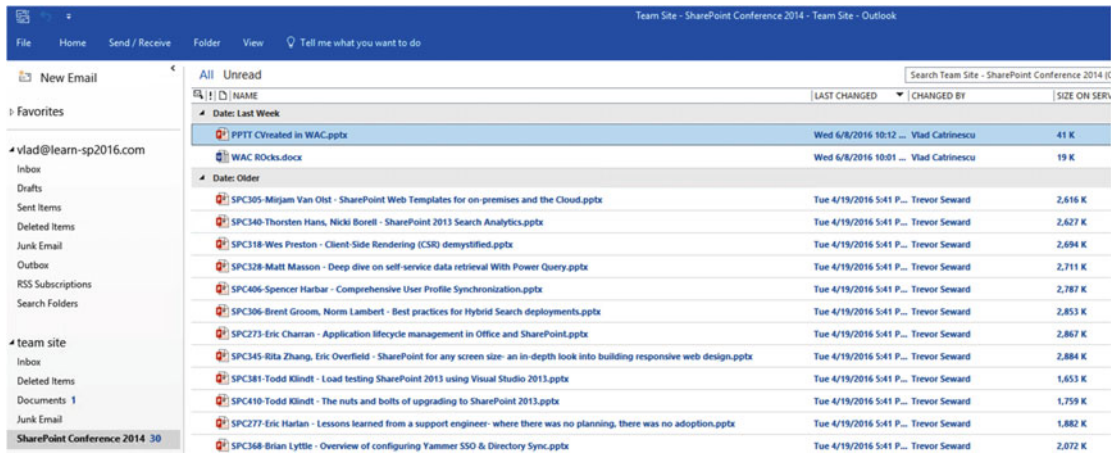 Team Site - SharePoint Conference 2014 - Team Site - Outlook
File Home Send / Receive Folder View Tell me what you want to do
New Email
Favorites
vlad@learn-sp2016.com
Inbox
Drafts
Sent Items
Deleted Items
Junk Email
Outbox
RSS Subscriptions
Search Folders
team site
Inbox
Deleted Items
Documents 1
Junk Email
SharePoint Conference 2014 30
All Unread
Search Team Site - SharePoint Conference 2014 (C
NAME LAST CHANGED CHANGED BY SIZE ON SERV
Date: Last Week
PPTT CVreated in WAC.pptx Wed 6/8/2016 10:12 ... Vlad Catrinescu 41 K
WAC ROcks.docx Wed 6/8/2016 10:01 ... Vlad Catrinescu 19 K
Date: Older
SPC305-Mirjam Van Olst - SharePoint Web Templates for on-premises and the Cloud.pptx Tue 4/19/2016 5:41 P... Trevor Seward 2,616 K
SPC340-Thorsten Hans, Nicki Borell - SharePoint 2013 Search Analytics.pptx Tue 4/19/2016 5:41 P... Trevor Seward 2,627 K
SPC318-Wes Preston - Client-Side Rendering (CSR) demystified.pptx Tue 4/19/2016 5:41 P... Trevor Seward 2,694 K
SPC328-Matt Masson - Deep dive on self-service data retrieval With Power Query.pptx Tue 4/19/2016 5:41 P... Trevor Seward 2,711 K
SPC406-Spencer Harbar - Comprehensive User Profile Synchronization.pptx Tue 4/19/2016 5:41 P... Trevor Seward 2,787 K
SPC306-Brent Groom, Norm Lambert - Best practices for Hybrid Search deployments.pptx Tue 4/19/2016 5:41 P... Trevor Seward 2,853 K
SPC273-Eric Charran - Application lifecycle management in Office and SharePoint.pptx Tue 4/19/2016 5:41 P... Trevor Seward 2,867 K
SPC345-Rita Zhang, Eric Overfield - SharePoint for any screen size- an in-depth look into building responsive web design.pptx Tue 4/19/2016 5:41 P... Trevor Seward 2,884 K
SPC381-Todd Klindt - Load testing SharePoint 2013 using Visual Studio 2013.pptx Tue 4/19/2016 5:41 P... Trevor Seward 1,653 K
SPC410-Todd Klindt - The nuts and bolts of upgrading to SharePoint 2013.pptx Tue 4/19/2016 5:41 P... Trevor Seward 1,759 K
SPC277-Eric Harlan - Lessons learned from a support engineer- where there was no planning, there was no adoption.pptx Tue 4/19/2016 5:41 P... Trevor Seward 1,882 K
SPC368-Brian Lyttle - Overview of configuring Yammer SSO & Directory Sync.pptx Tue 4/19/2016 5:41 P... Trevor Seward 2,072 K